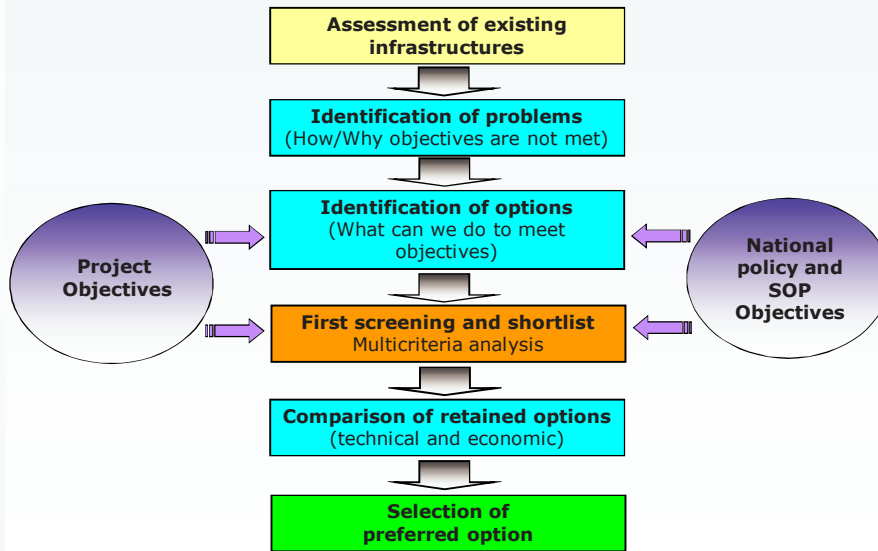 Assessment of existing
infrastructures
Identification of problems
(How/Why objectives are not met)
Identification of options
(What can we do to meet
objectives)
Project
Objectives
National
policy and
SOP
Objectives
First screening and shortlist
Multicriteria analysis
Comparison of retained options
(technical and economic)
Selection of
preferred option